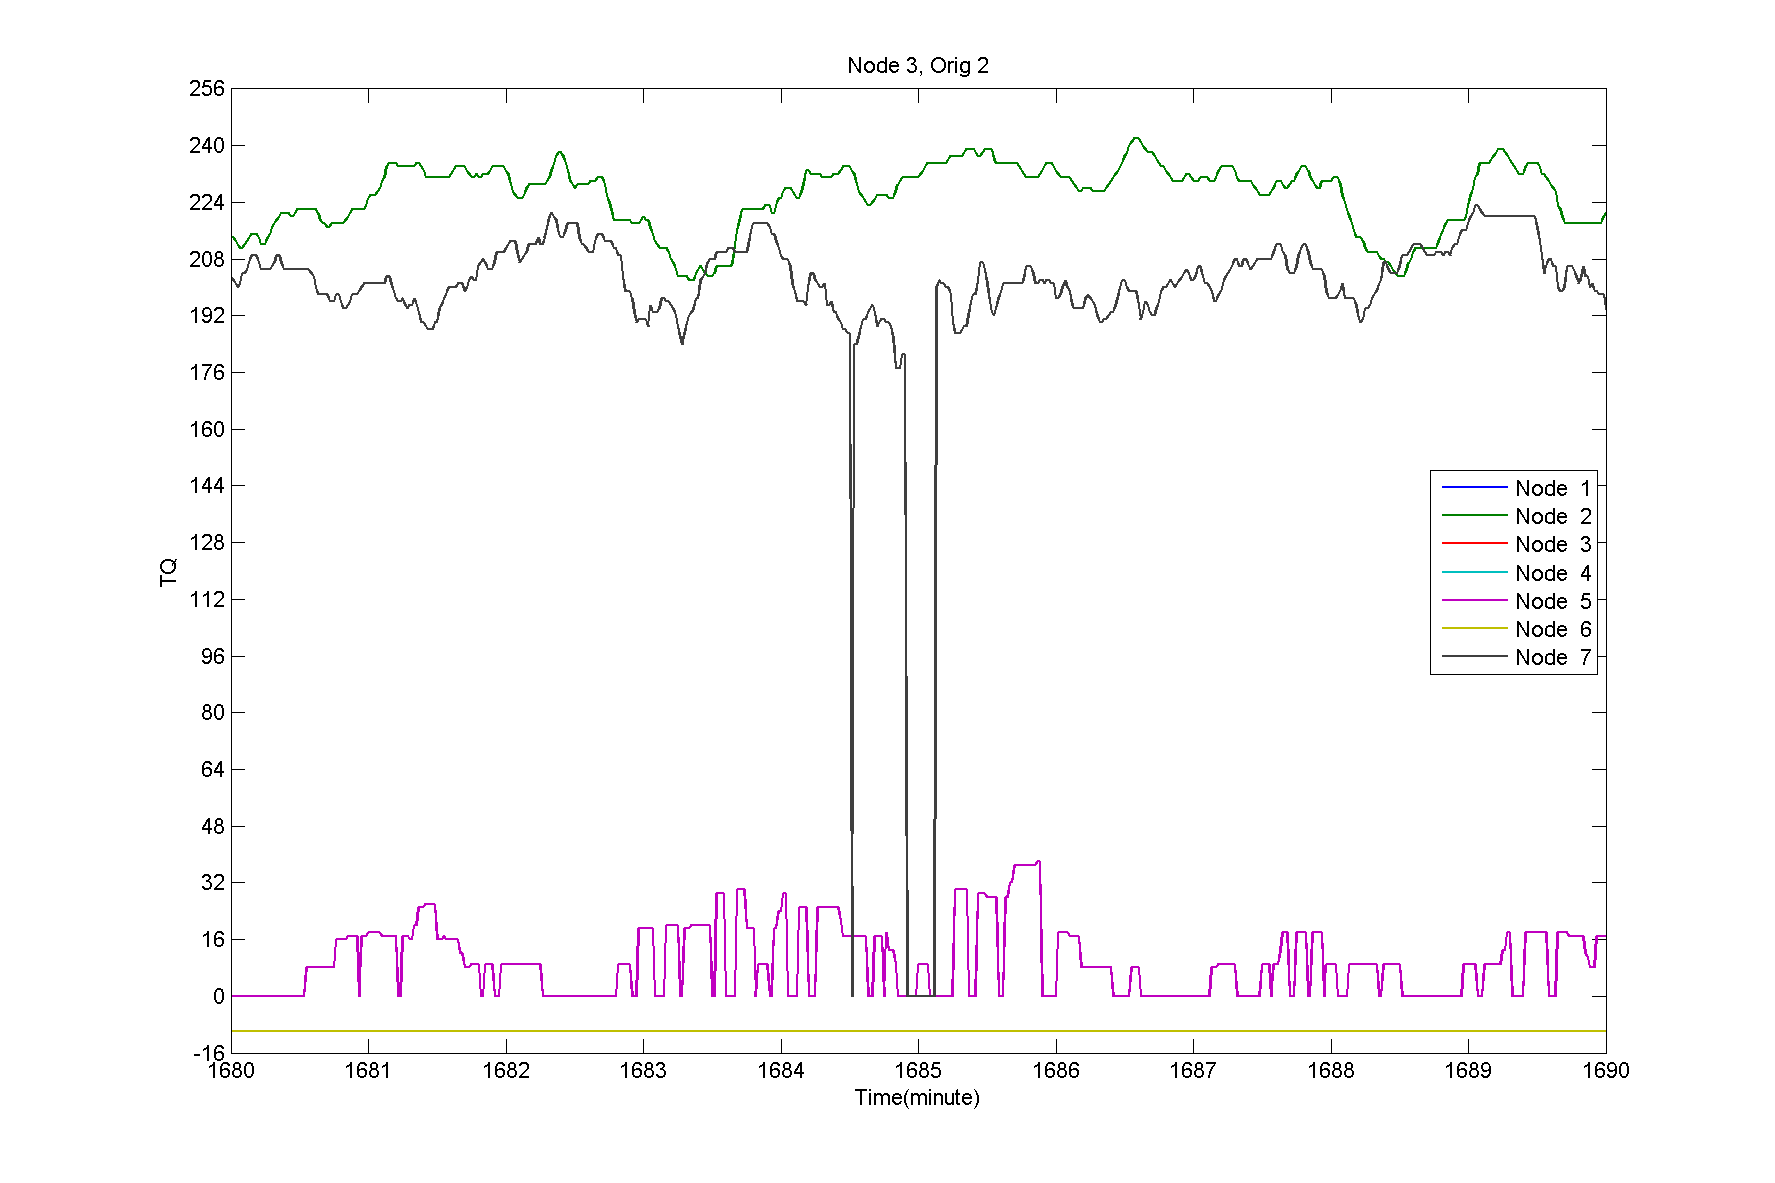 Node 3, Orig 2
256
240
224
208
192
176
160
144
128
112
96
80
64
48
32
16
0
-16
TQ
Node 1
Node 2
Node 3
Node 4
Node 5
Node 6
Node 7
1680 1681 1682 1683 1684 1685 1686 1687 1688 1689 1690
Time(minute)